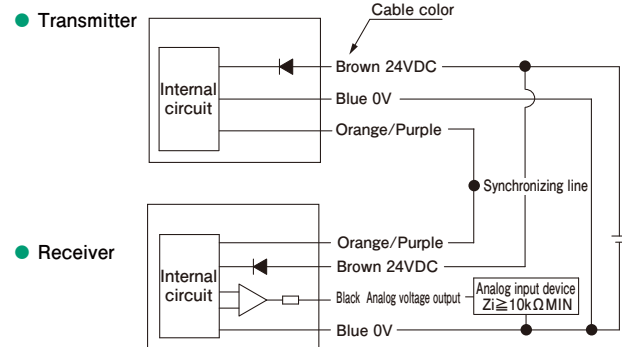 Cable color
Transmitter
Internal circuit
Brown 24VDC
Blue 0V
Orange/Purple
Synchronizing line
Receiver
Internal circuit
Orange/Purple
Brown 24VDC
Black Analog voltage output
Analog input device
Zi≧10kΩMIN
Blue 0V